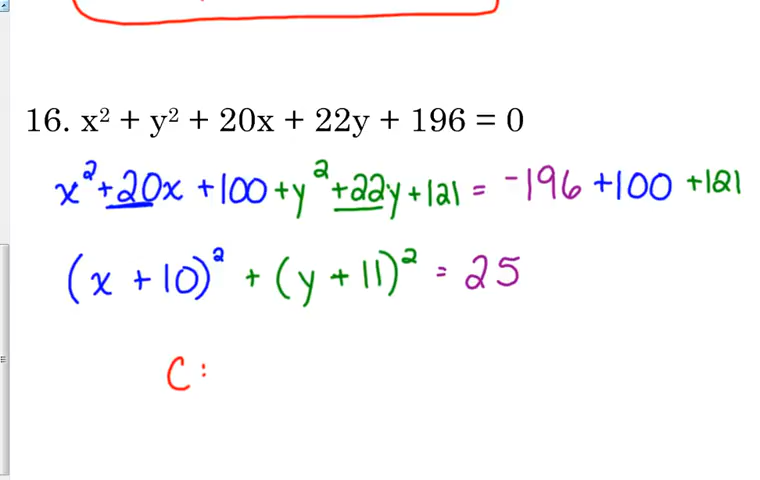 16. x² + y² + 20x + 22y + 196 = 0
x² + 20x + 100 + y² + 22y + 121 = -196 + 100 + 121
(x + 10)² + (y + 11)² = 25
C: